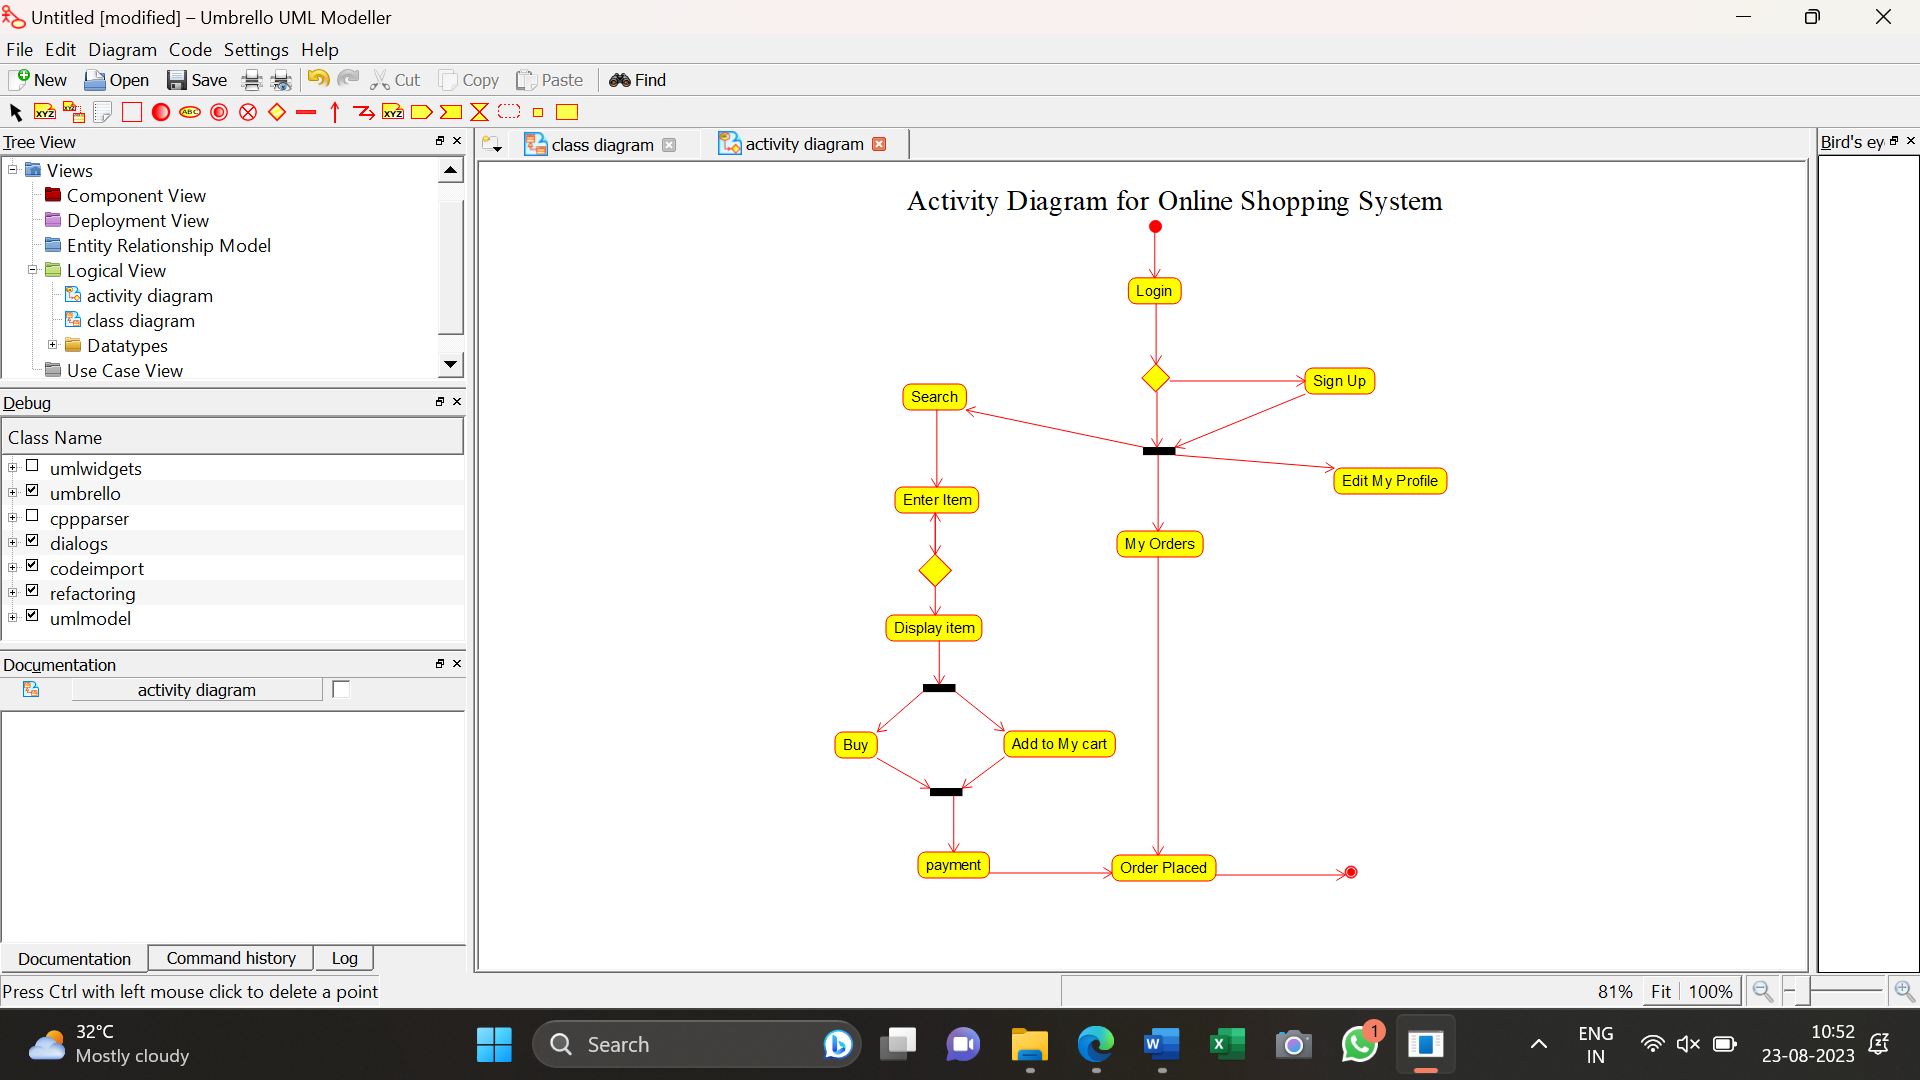 Untitled [modified] – Umbrello UML Modeller
File Edit Diagram Code Settings Help
New Open Save Cut Copy Paste Find
XYZ XYZ ABC XYZ
Tree View
Views
Component View
Deployment View
Entity Relationship Model
Logical View
activity diagram
class diagram
Datatypes
Use Case View
Debug
Class Name
umlwidgets
umbrello
cppparser
dialogs
codeimport
refactoring
umlmodel
Documentation
activity diagram
Documentation Command history Log
Press Ctrl with left mouse click to delete a point
class diagram activity diagram
Bird's ey
Activity Diagram for Online Shopping System
Login
Sign Up
Search
Edit My Profile
Enter Item
My Orders
Display item
Buy
Add to My cart
payment
Order Placed
81% Fit 100%
32°C
Mostly cloudy
Search
1
ENG
IN
10:52
23-08-2023